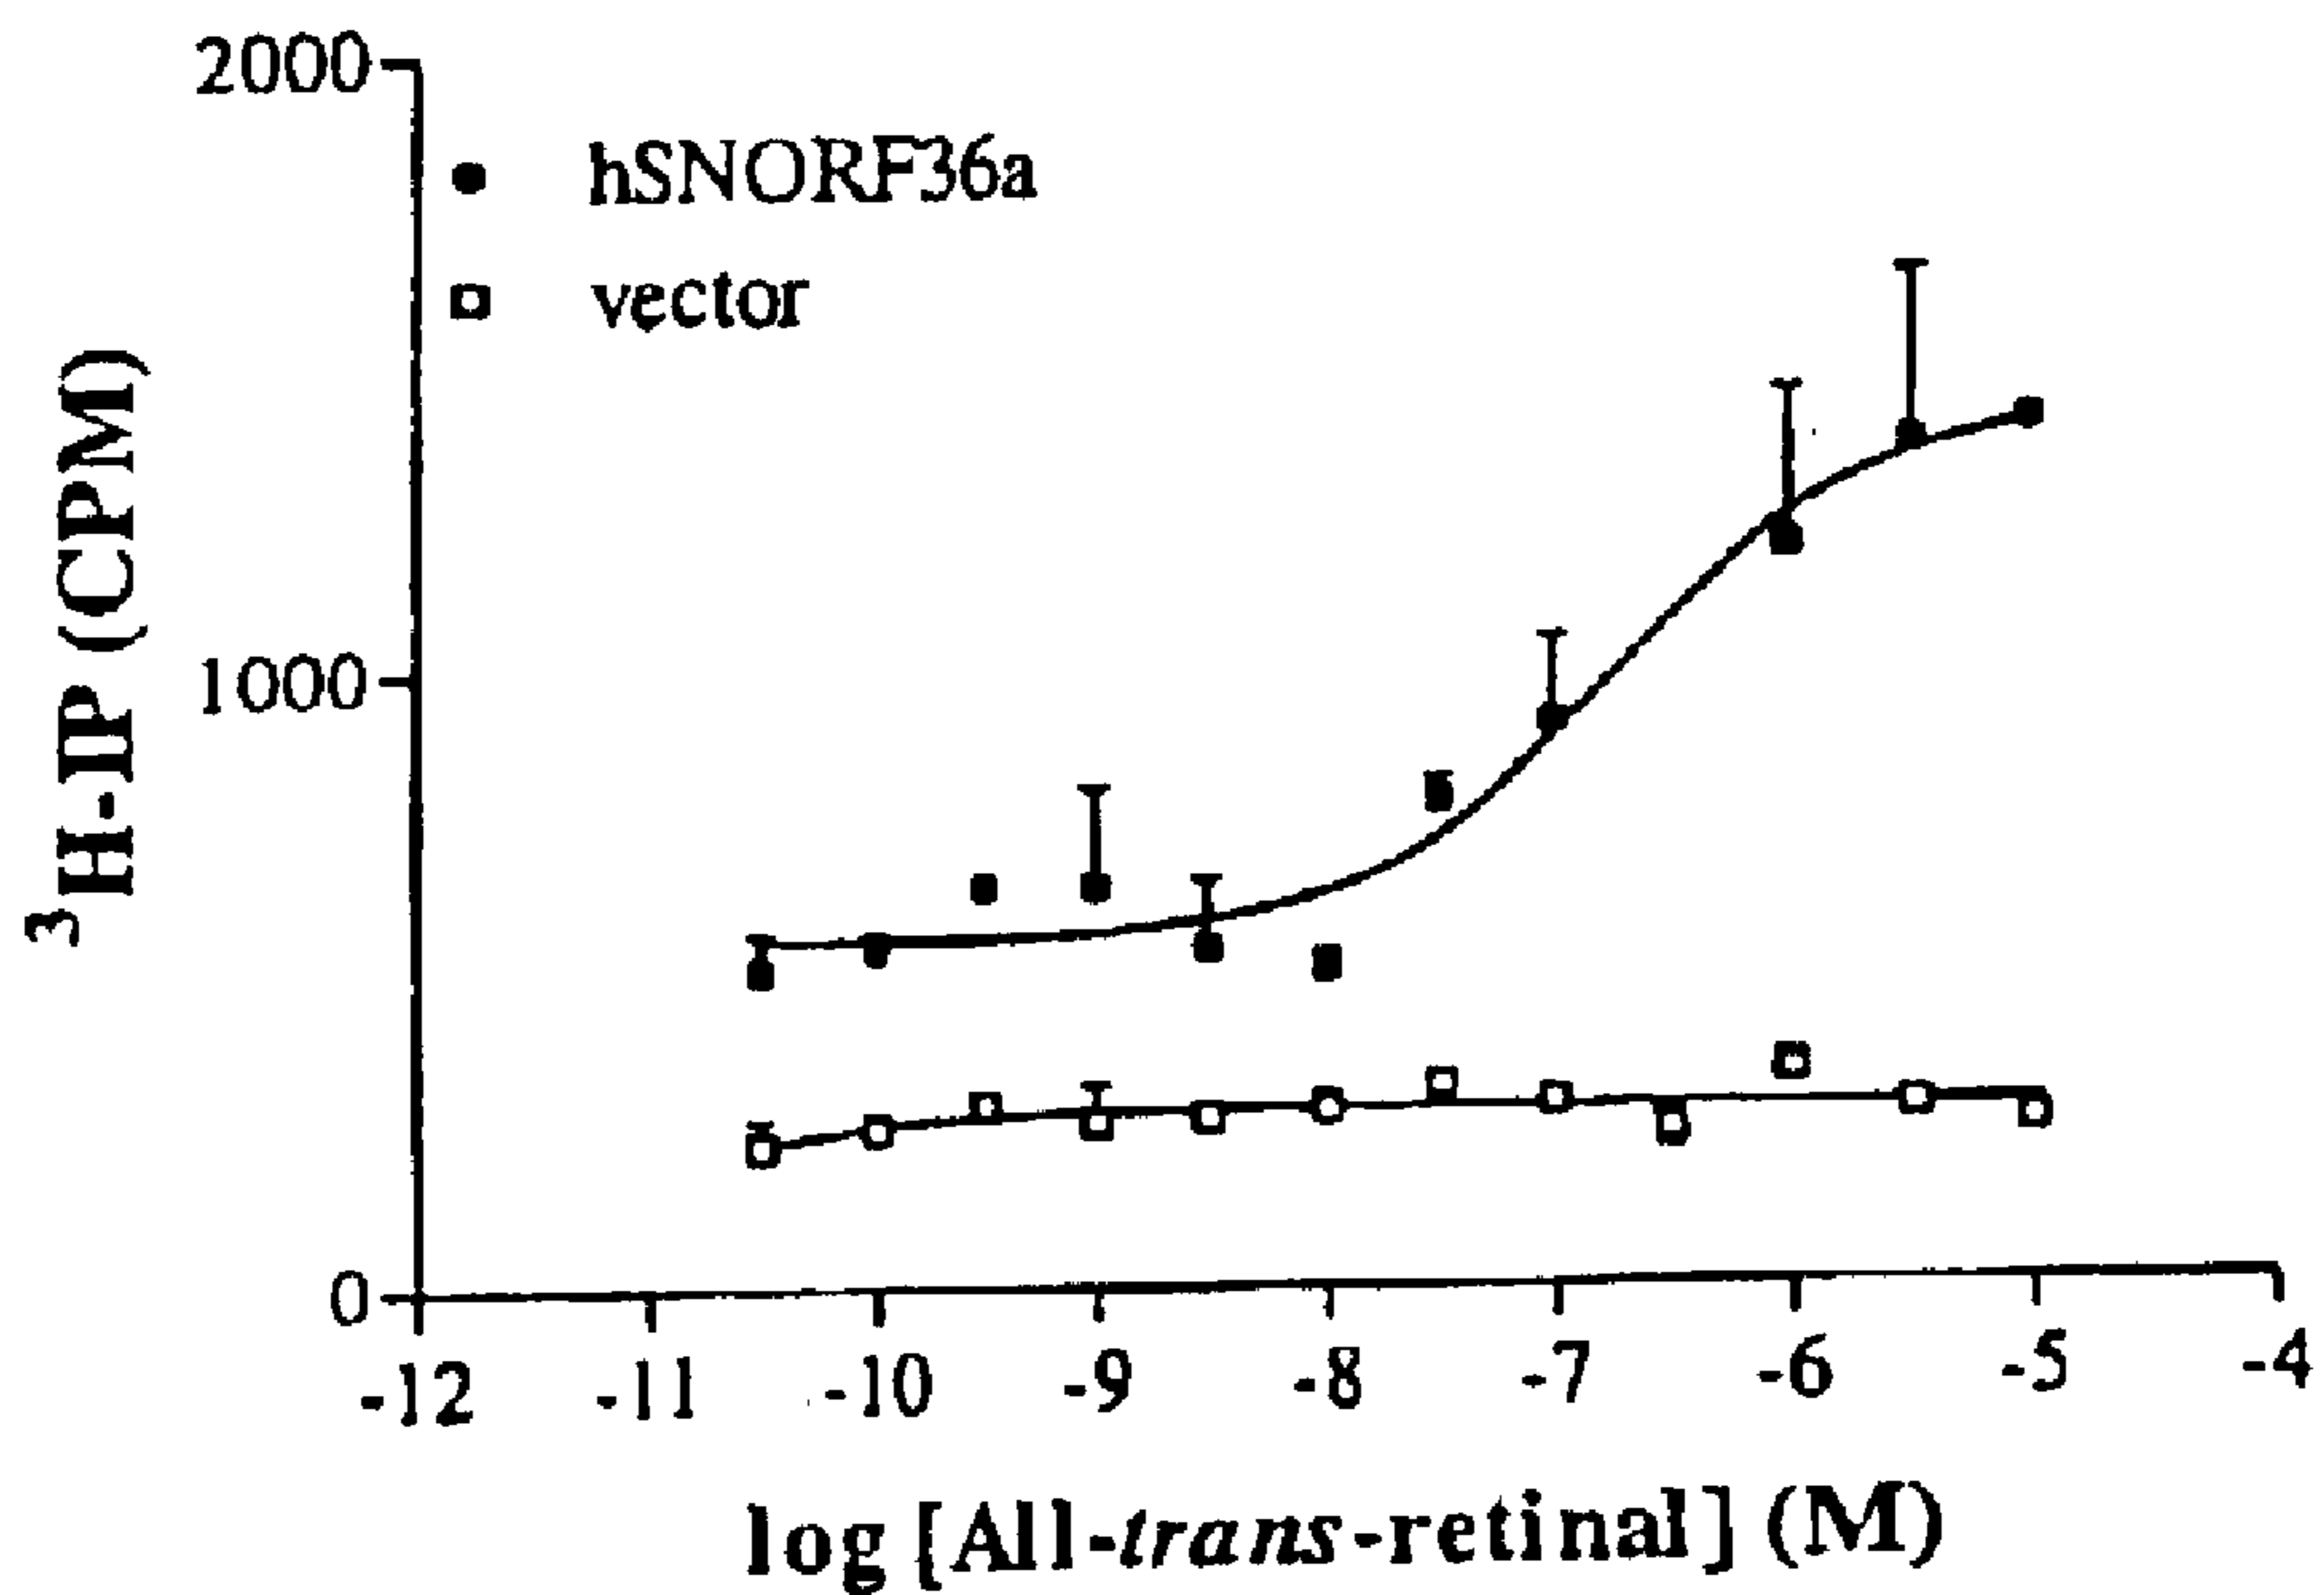 2000
hSNORF36a
vector
³H-IP (CPM)
1000
0
-12 -11 -10 -9 -8 -7 -6 -5 -4
log [All-trans-retinal] (M)